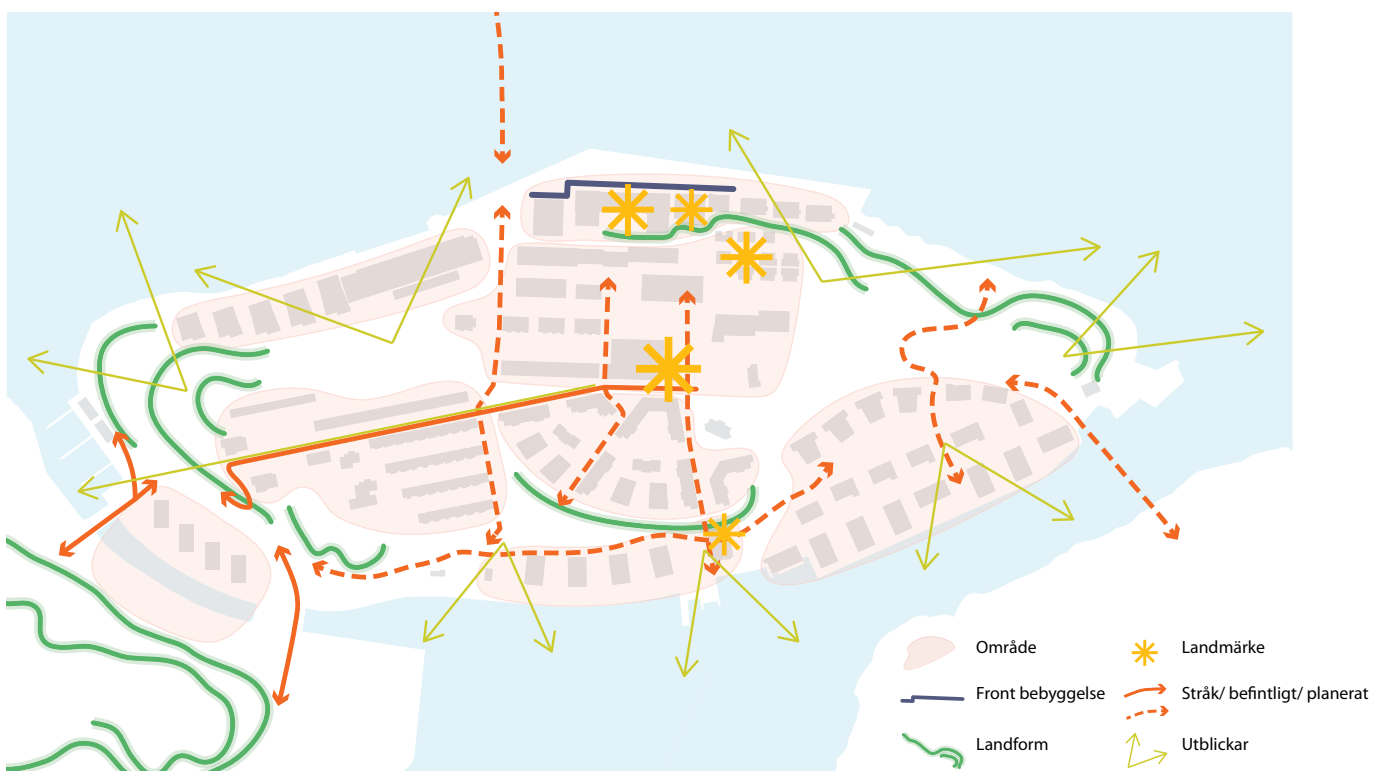 Område
Landmärke
Front bebyggelse
Stråk/ befintligt/ planerat
Landform
Utblickar